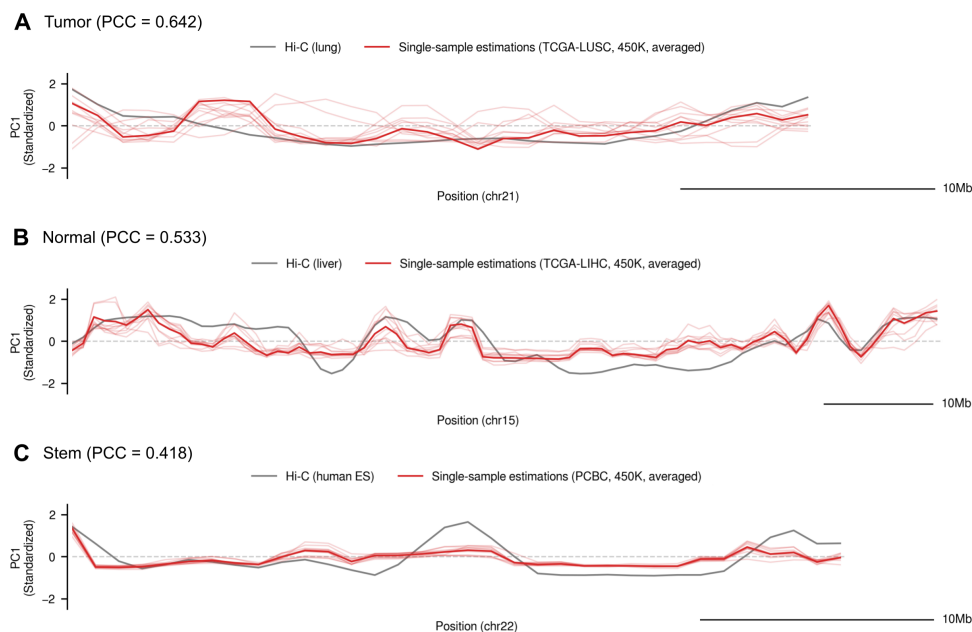 A Tumor (PCC = 0.642)
Hi-C (lung) Single-sample estimations (TCGA-LUSC, 450K, averaged)
2
0
−2
PC1
(Standardized)
Position (chr21)
10Mb
B Normal (PCC = 0.533)
Hi-C (liver) Single-sample estimations (TCGA-LIHC, 450K, averaged)
2
0
−2
PC1
(Standardized)
Position (chr15)
10Mb
C Stem (PCC = 0.418)
Hi-C (human ES) Single-sample estimations (PCBC, 450K, averaged)
2
0
−2
PC1
(Standardized)
Position (chr22)
10Mb